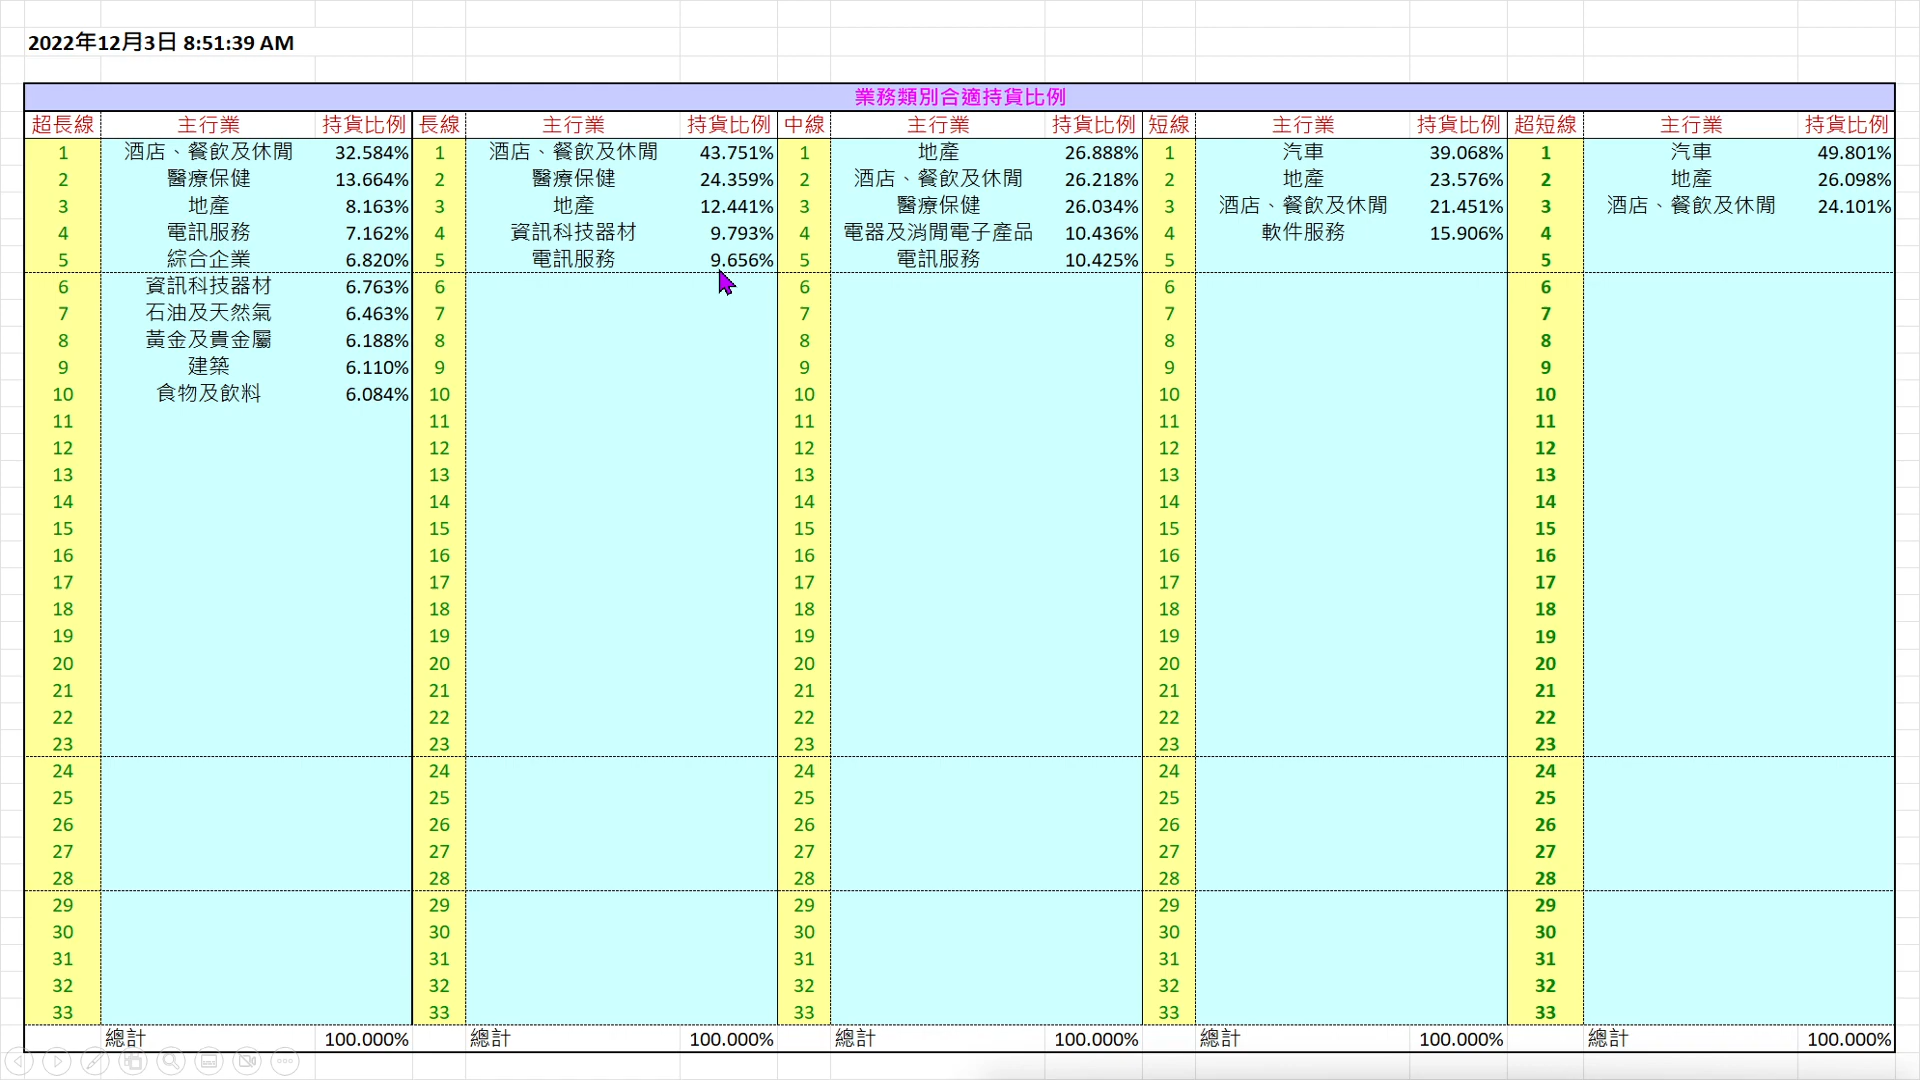 2022年12月3日 8:51:39 AM
業務類別合適持貨比例
超長線 主行業 持貨比例 長線 主行業 持貨比例 中線 主行業 持貨比例 短線 主行業 持貨比例 超短線 主行業 持貨比例
1 酒店、餐飲及休閒 32.584% 1 酒店、餐飲及休閒 43.751% 1 地產 26.888% 1 汽車 39.068% 1 汽車 49.801%
2 醫療保健 13.664% 2 醫療保健 24.359% 2 酒店、餐飲及休閒 26.218% 2 地產 23.576% 2 地產 26.098%
3 地產 8.163% 3 地產 12.441% 3 醫療保健 26.034% 3 酒店、餐飲及休閒 21.451% 3 酒店、餐飲及休閒 24.101%
4 電訊服務 7.162% 4 資訊科技器材 9.793% 4 電器及消閒電子產品 10.436% 4 軟件服務 15.906% 4
5 綜合企業 6.820% 5 電訊服務 9.656% 5 電訊服務 10.425% 5 5
6 資訊科技器材 6.763% 6 6 6 6
7 石油及天然氣 6.463% 7 7 7 7
8 黃金及貴金屬 6.188% 8 8 8 8
9 建築 6.110% 9 9 9 9
10 食物及飲料 6.084% 10 10 10 10
11 11 11 11 11
12 12 12 12 12
13 13 13 13 13
14 14 14 14 14
15 15 15 15 15
16 16 16 16 16
17 17 17 17 17
18 18 18 18 18
19 19 19 19 19
20 20 20 20 20
21 21 21 21 21
22 22 22 22 22
23 23 23 23 23
24 24 24 24 24
25 25 25 25 25
26 26 26 26 26
27 27 27 27 27
28 28 28 28 28
29 29 29 29 29
30 30 30 30 30
31 31 31 31 31
32 32 32 32 32
33 33 33 33 33
總計 100.000% 總計 100.000% 總計 100.000% 總計 100.000% 總計 100.000%